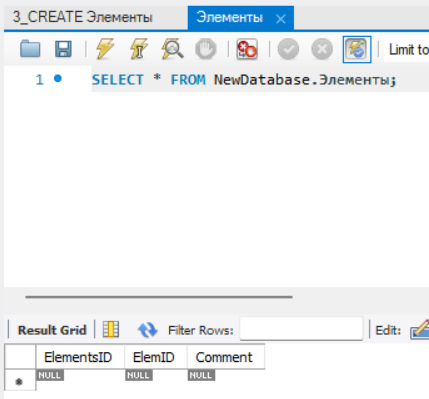 3_CREATE Элементы
Элементы ×
Limit to
1 SELECT * FROM NewDatabase.Элементы;
Result Grid Filter Rows: Edit:
ElementsID ElemID Comment
NULL NULL NULL